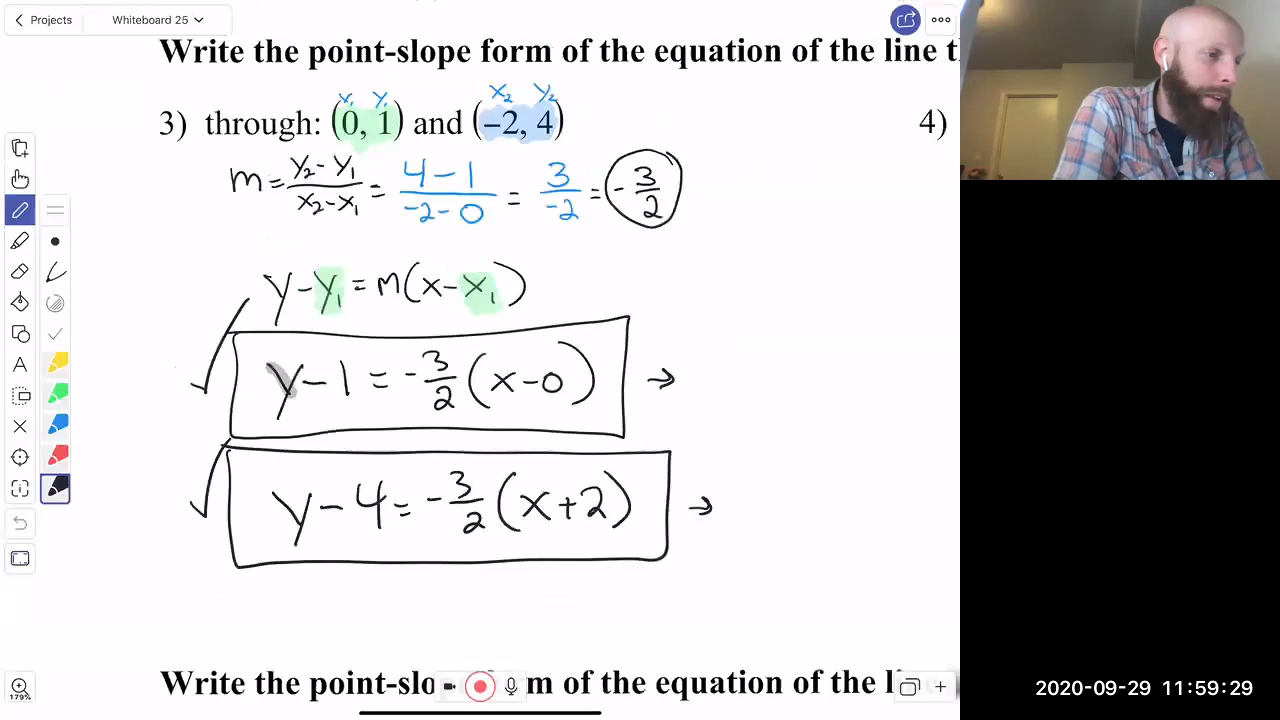 Projects
Whiteboard 25
Write the point-slope form of the equation of the line t
3) through: (0, 1) and (−2, 4)
4)
x₁ y₁ x₂ y₂
m = (y₂ - y₁)/(x₂ - x₁) = (4 - 1)/(-2 - 0) = 3/-2 = -3/2
y - y₁ = m(x - x₁)
y - 1 = -3/2 (x - 0) →
y - 4 = -3/2 (x + 2) →
Write the point-slo m of the equation of the l
179%
2020-09-29 11:59:29